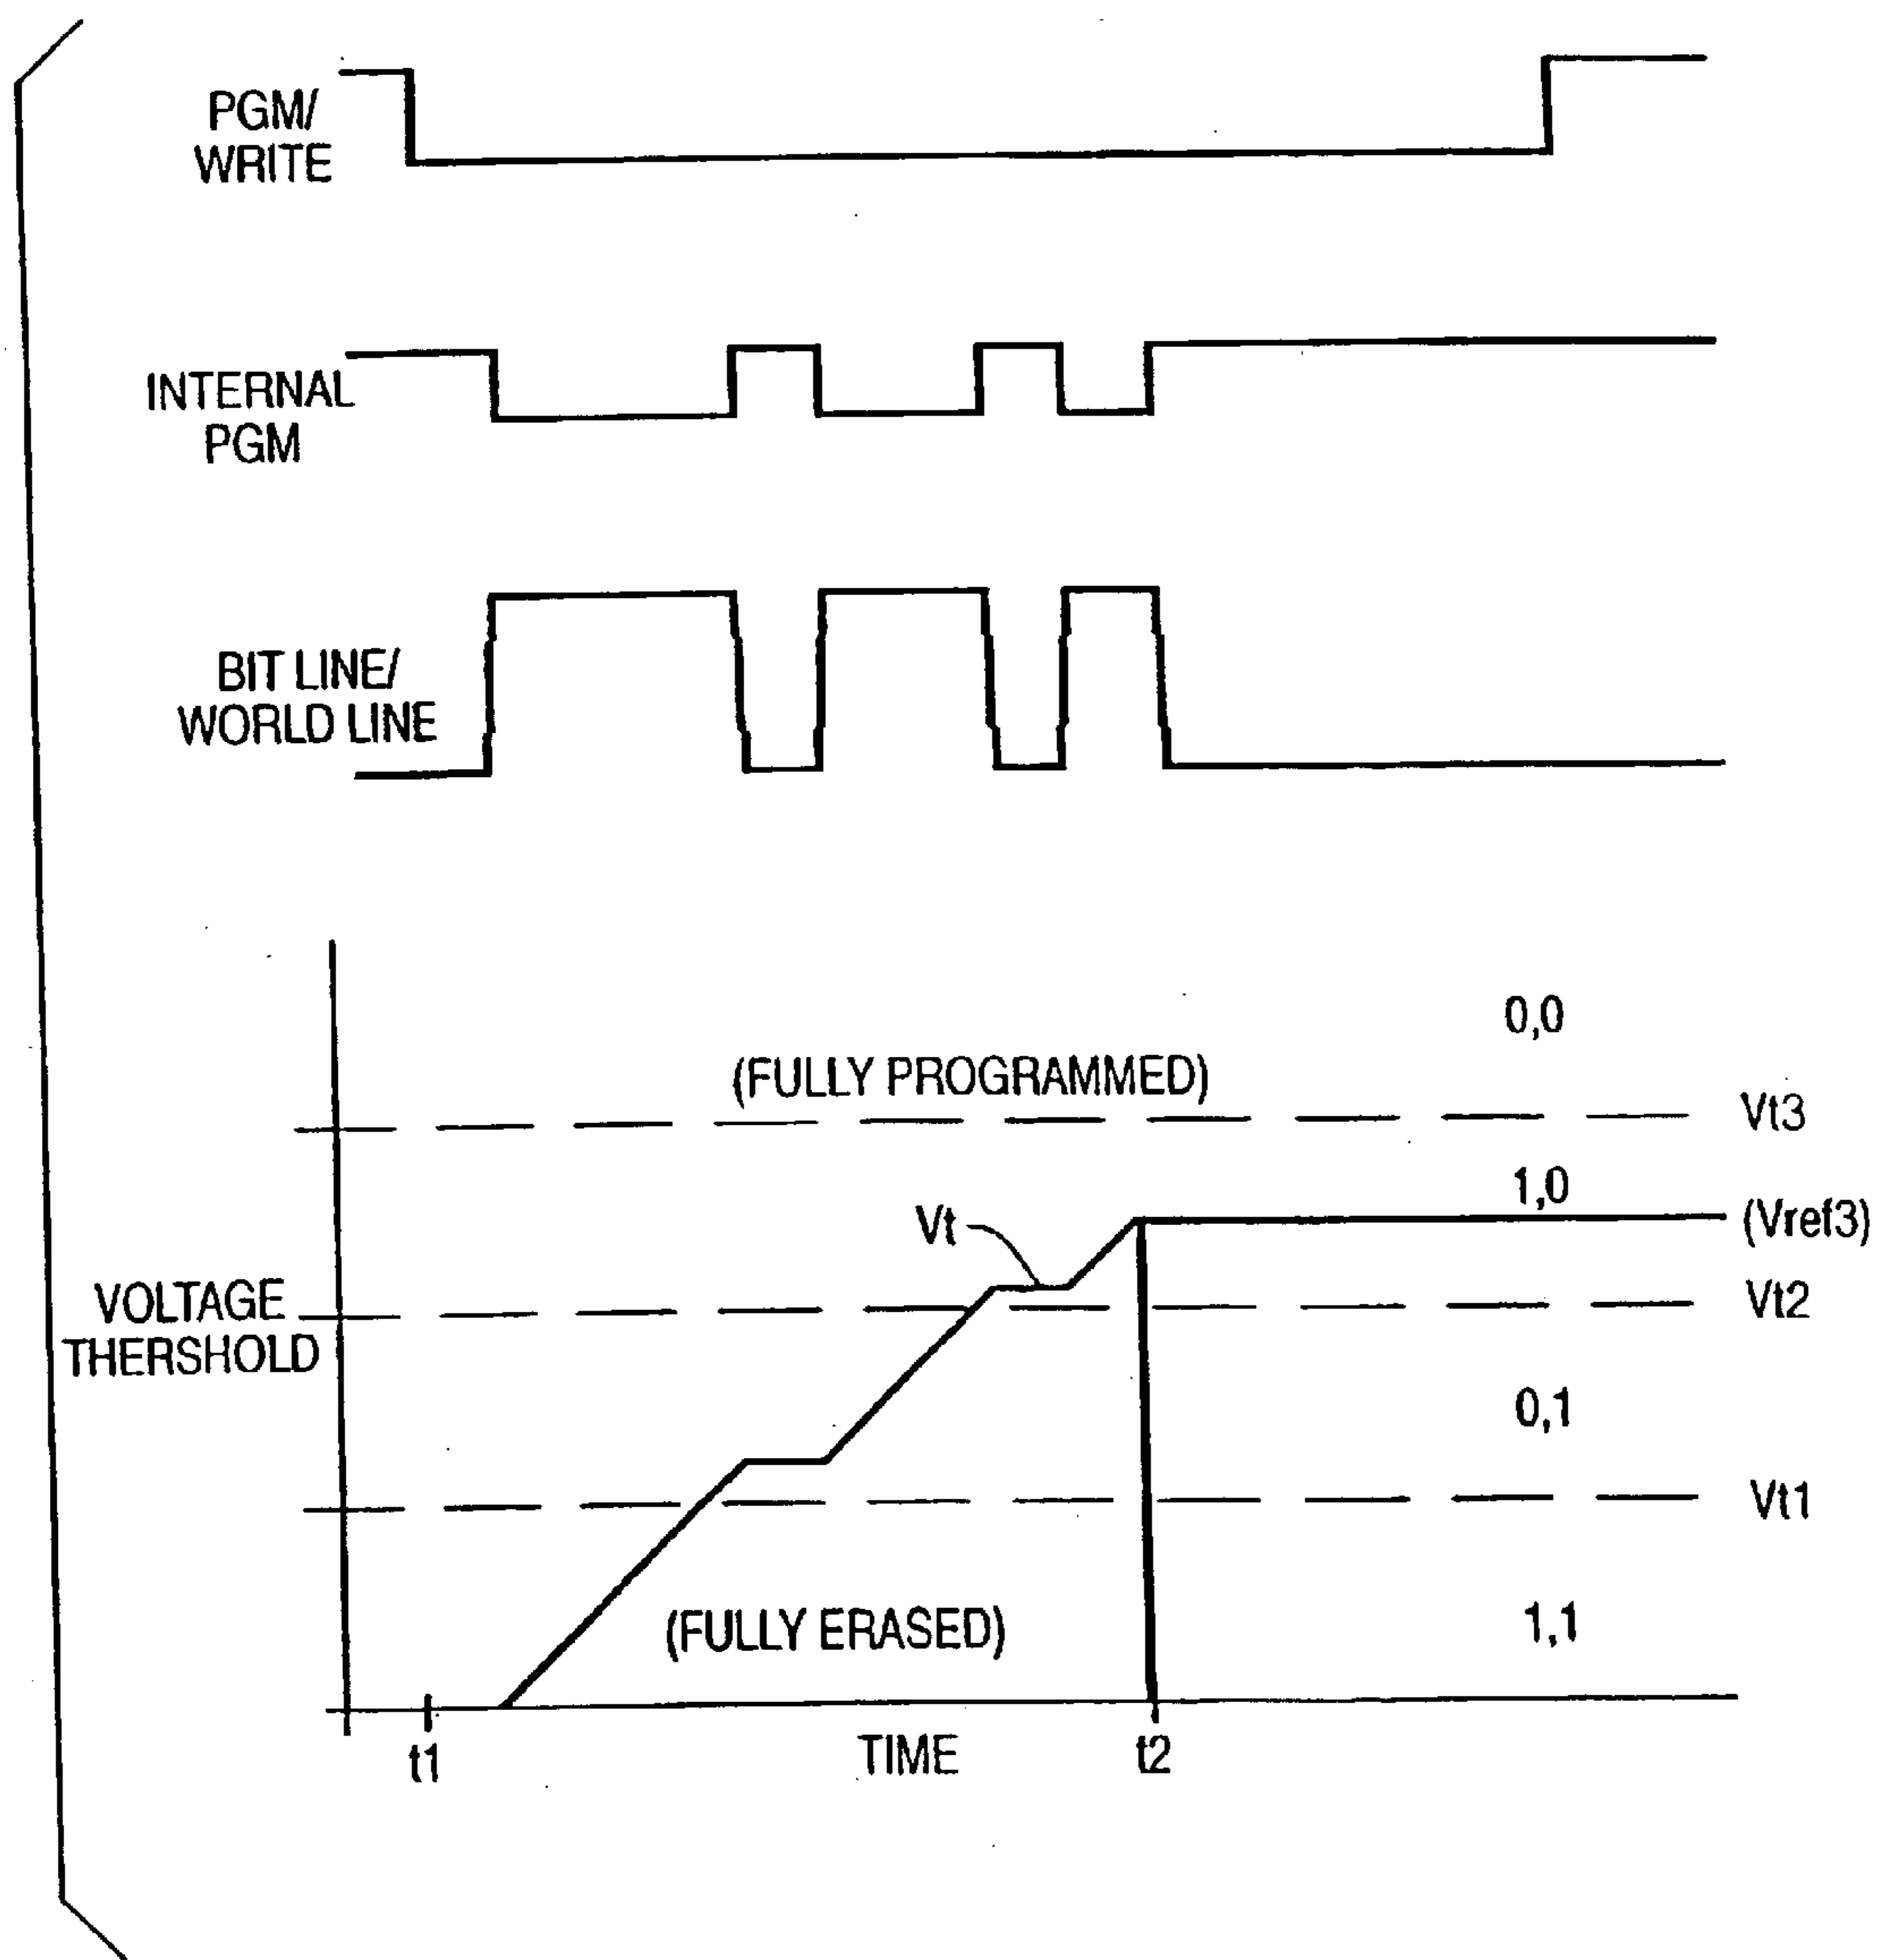 PGM/
WRITE
INTERNAL
PGM
BIT LINE/
WORLD LINE
0,0
(FULLY PROGRAMMED)
Vt3
1,0
Vt
(Vref3)
VOLTAGE
THERSHOLD
Vt2
0,1
Vt1
(FULLY ERASED)
1,1
t1
TIME
t2